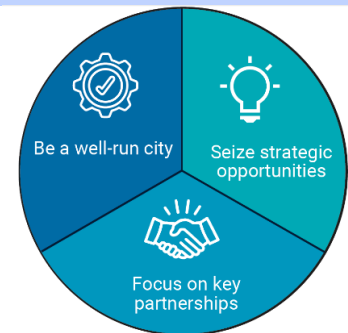 Be a well-run city
Seize strategic
opportunities
Focus on key
partnerships